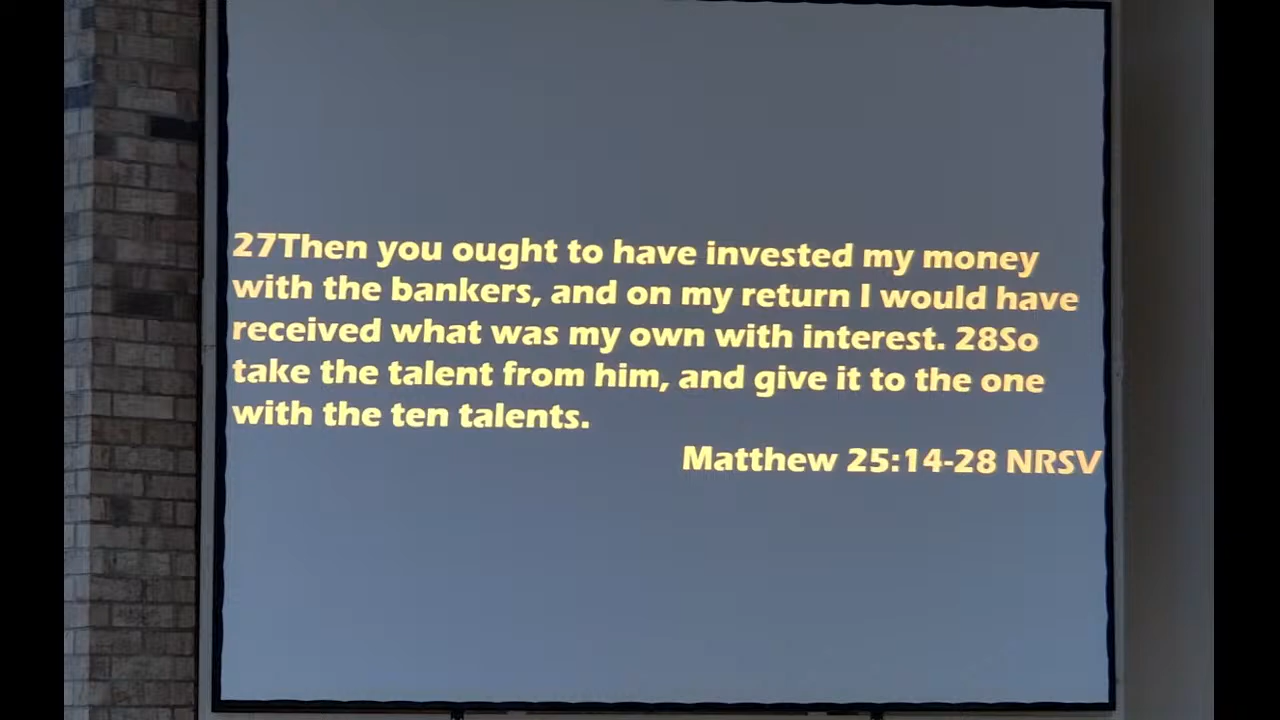 27Then you ought to have invested my money
with the bankers, and on my return I would have
received what was my own with interest. 28So
take the talent from him, and give it to the one
with the ten talents.
Matthew 25:14-28 NRSV